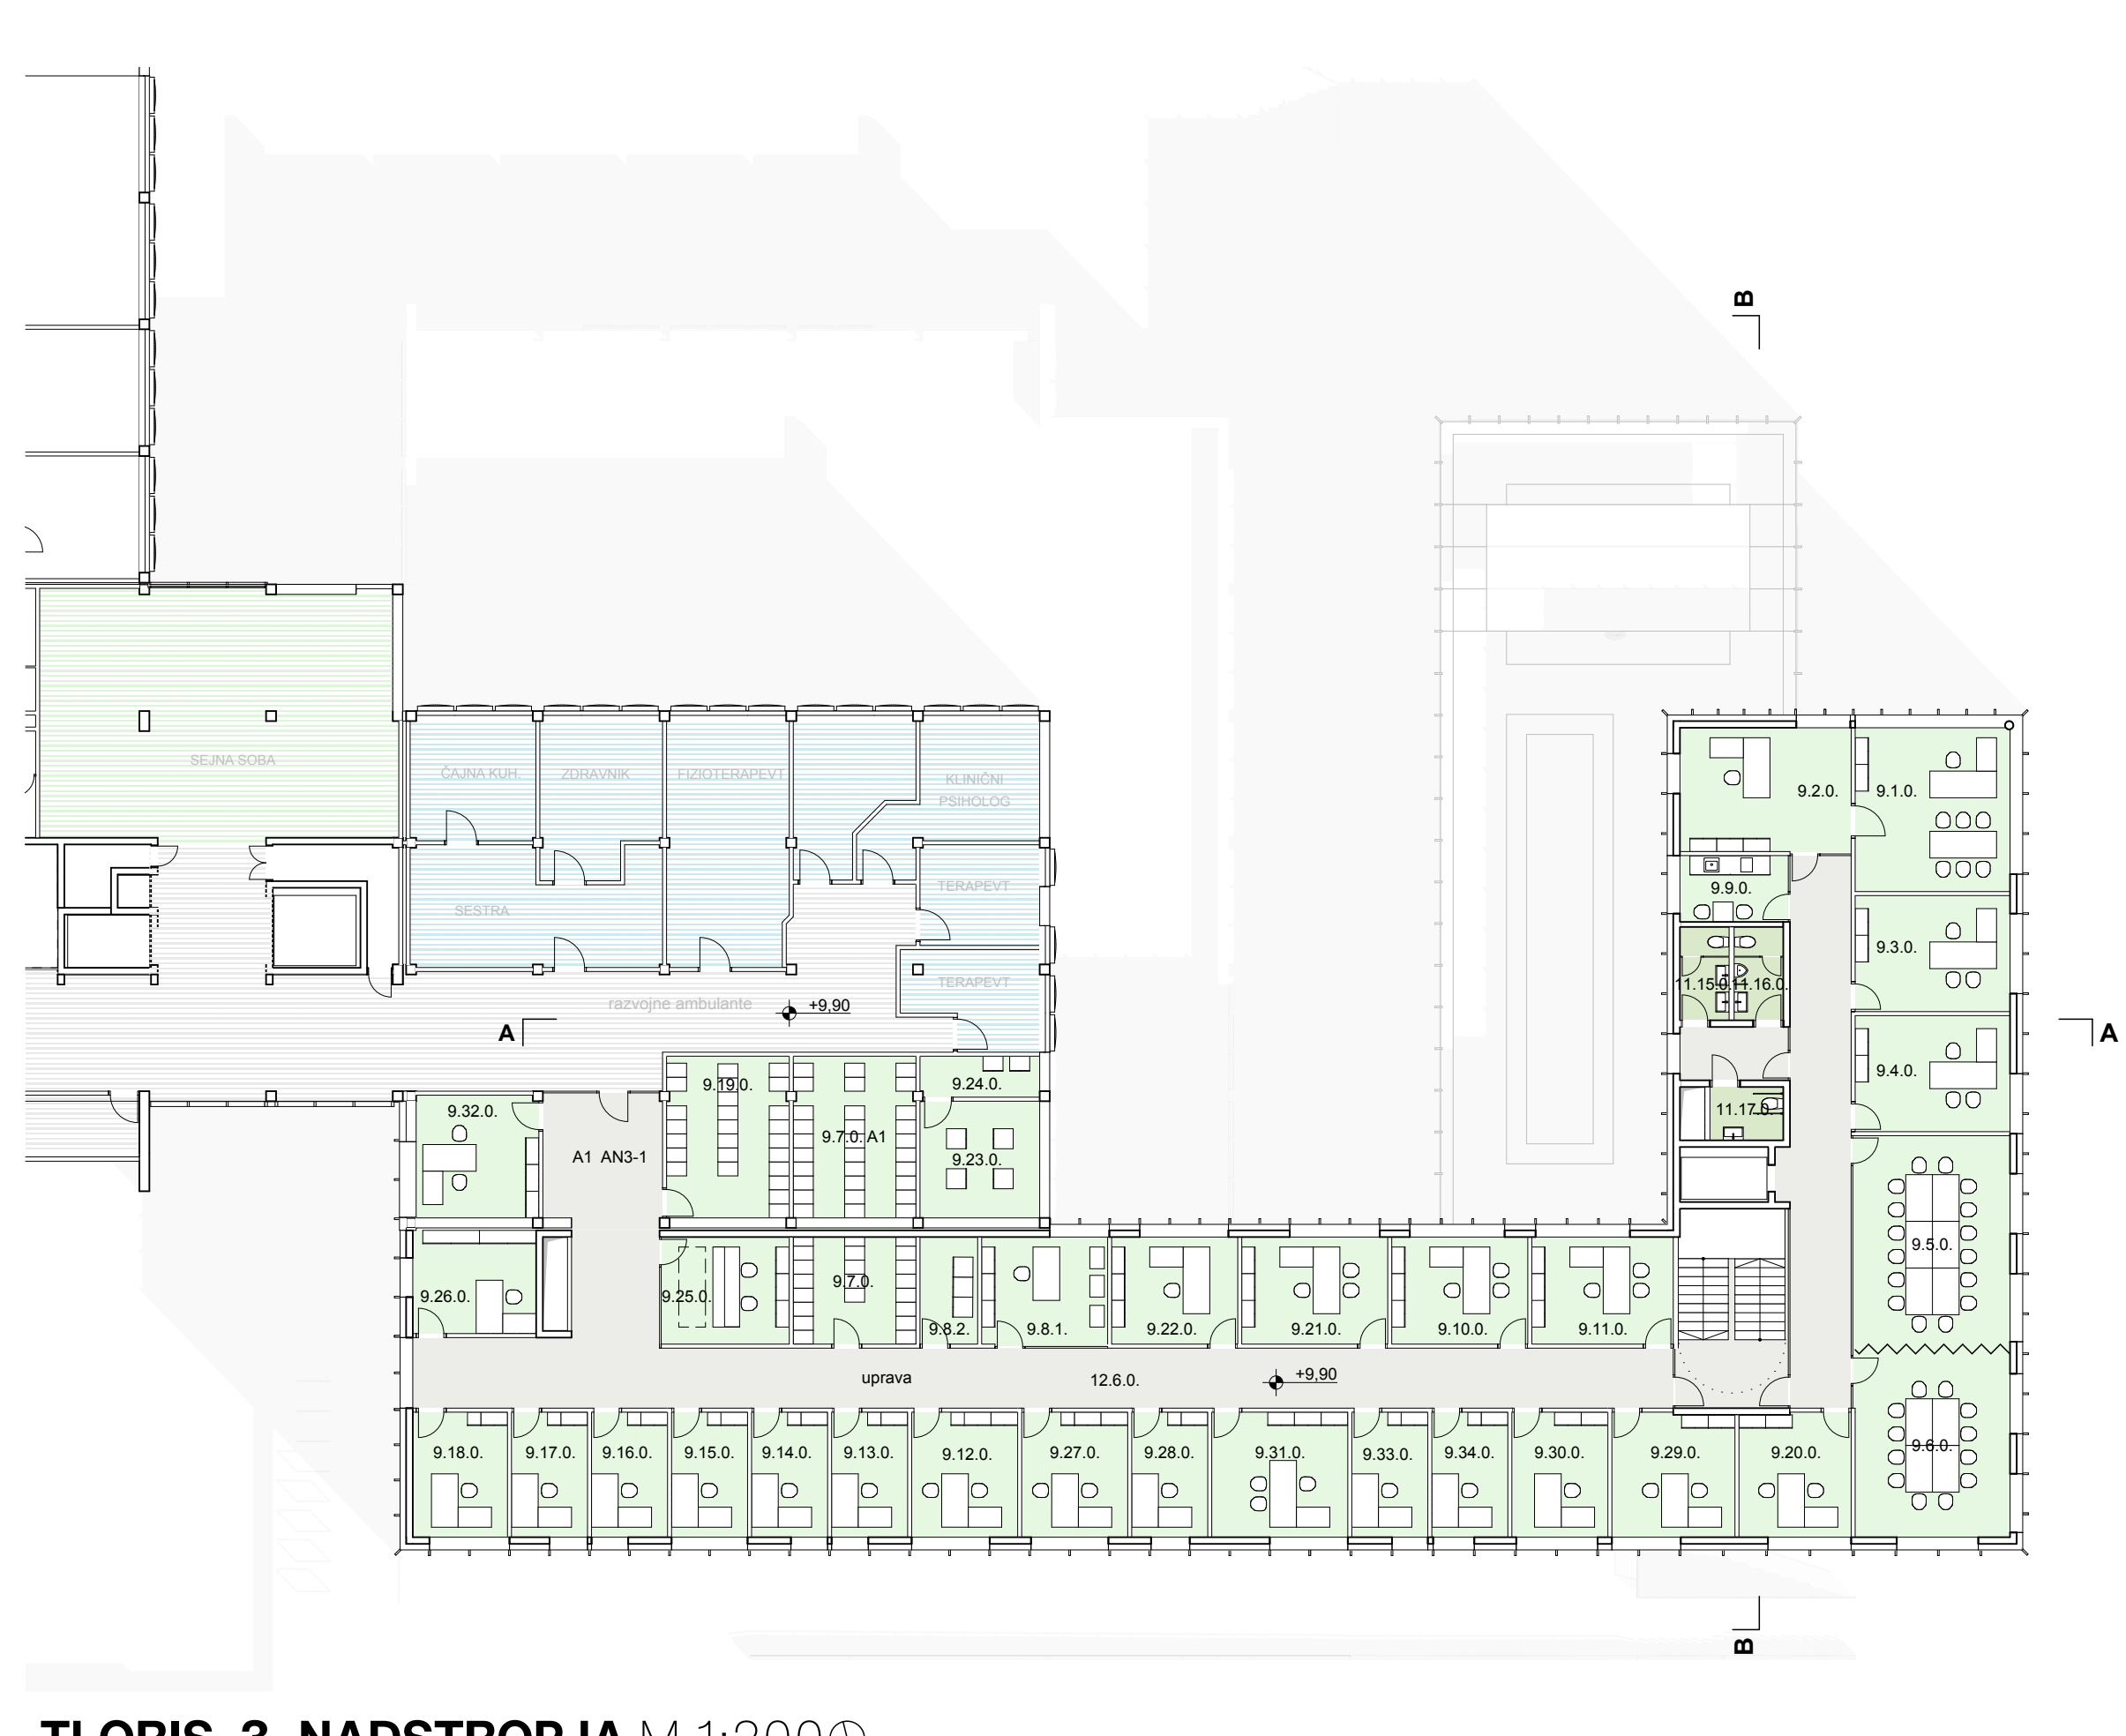 B
SEJNA SOBA
ČAJNA KUH.
ZDRAVNIK
FIZIOTERAPEVT
KLINIČNI
PSIHOLOG
SESTRA
TERAPEVT
TERAPEVT
razvojne ambulante
+9,90
A
A
9.2.0.
9.1.0.
9.9.0.
9.3.0.
11.15.0.
11.16.0.
9.4.0.
11.17.0.
9.32.0.
A1 AN3-1
9.19.0.
9.7.0. A1
9.24.0.
9.23.0.
9.5.0.
9.26.0.
9.25.0.
9.7.0.
9.8.2.
9.8.1.
9.22.0.
9.21.0.
9.10.0.
9.11.0.
uprava
12.6.0.
+9,90
9.18.0.
9.17.0.
9.16.0.
9.15.0.
9.14.0.
9.13.0.
9.12.0.
9.27.0.
9.28.0.
9.31.0.
9.33.0.
9.34.0.
9.30.0.
9.29.0.
9.20.0.
9.6.0.
B
TLORIS 3. NADSTROPJA M 1:200